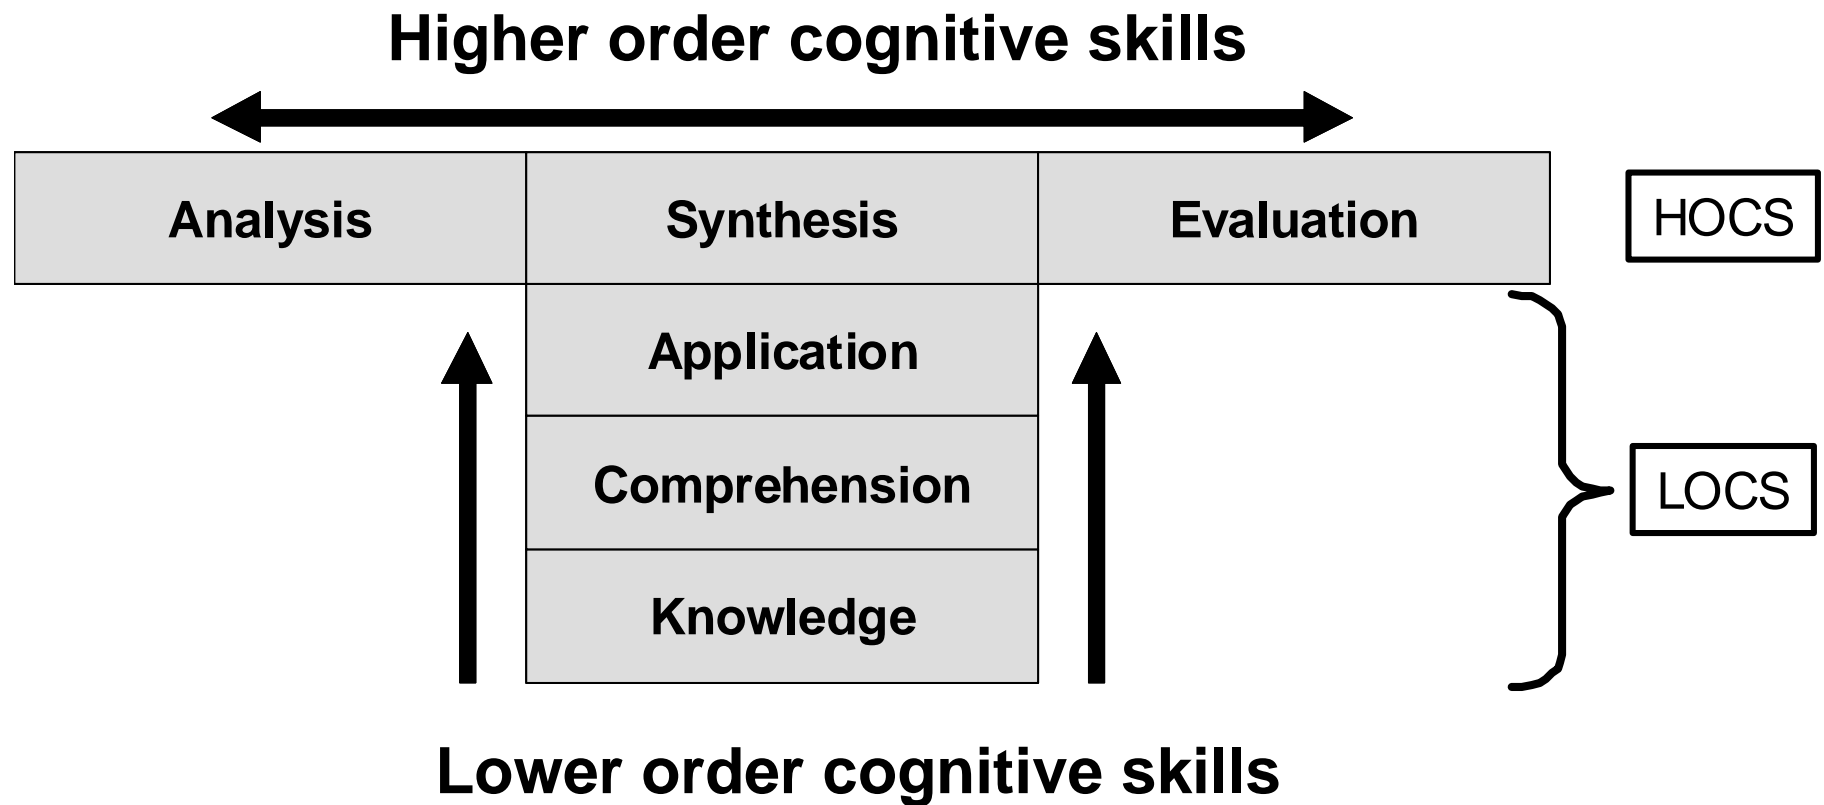 Higher order cognitive skills
Analysis Synthesis Evaluation HOCS
Application
Comprehension
LOCS
Knowledge
Lower order cognitive skills